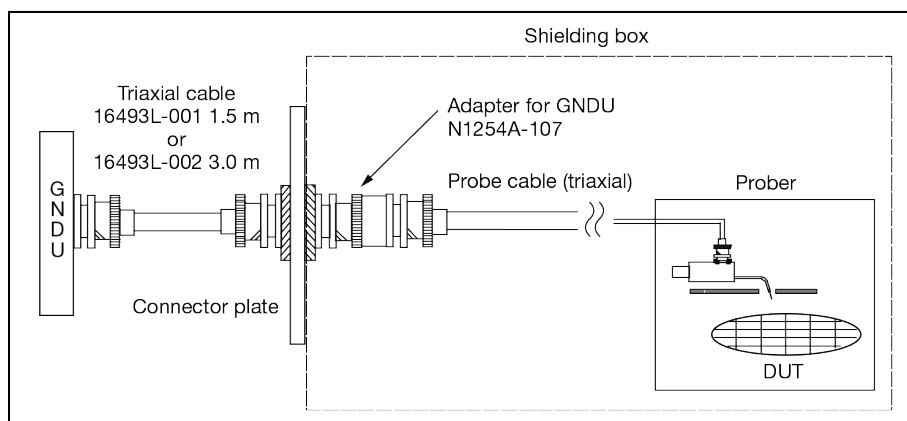 Shielding box
Triaxial cable
16493L-001 1.5 m
or
16493L-002 3.0 m
Adapter for GNDU
N1254A-107
GNDU
Probe cable (triaxial)
Prober
Connector plate
DUT